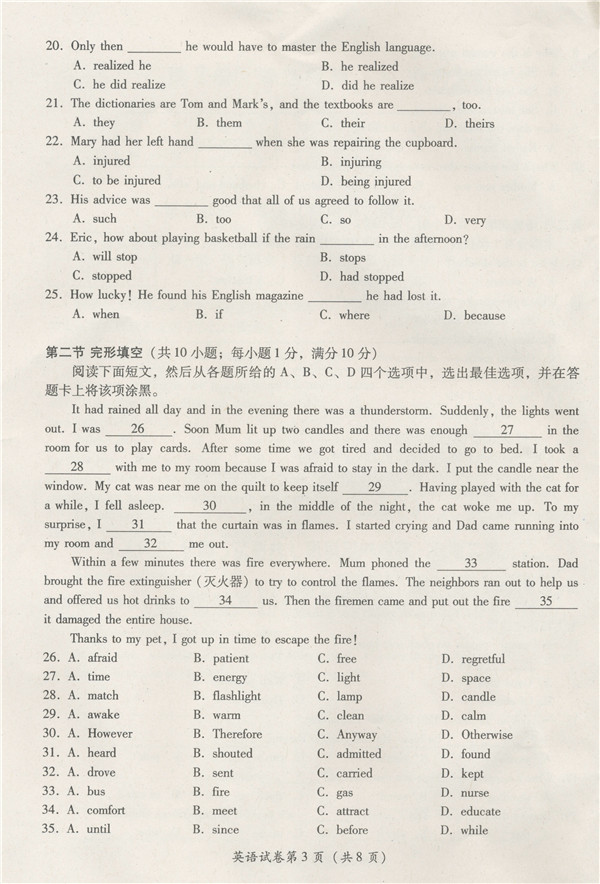 20. Only then ________ he would have to master the English language.
A. realized he B. he realized
C. he did realize D. did he realize
21. The dictionaries are Tom and Mark's, and the textbooks are ________, too.
A. they B. them C. their D. theirs
22. Mary had her left hand ________ when she was repairing the cupboard.
A. injured B. injuring
C. to be injured D. being injured
23. His advice was ________ good that all of us agreed to follow it.
A. such B. too C. so D. very
24. Eric, how about playing basketball if the rain ________ in the afternoon?
A. will stop B. stops
C. stopped D. had stopped
25. How lucky! He found his English magazine ________ he had lost it.
A. when B. if C. where D. because
第二节 完形填空（共10小题；每小题1分，满分10分）
阅读下面短文，然后从各题所给的 A、B、C、D 四个选项中，选出最佳选项，并在答
题卡上将该项涂黑。
It had rained all day and in the evening there was a thunderstorm. Suddenly, the lights went
out. I was 26 . Soon Mum lit up two candles and there was enough 27 in the
room for us to play cards. After some time we got tired and decided to go to bed. I took a
28 with me to my room because I was afraid to stay in the dark. I put the candle near the
window. My cat was near me on the quilt to keep itself 29 . Having played with the cat for
a while, I fell asleep. 30 , in the middle of the night, the cat woke me up. To my
surprise, I 31 that the curtain was in flames. I started crying and Dad came running into
my room and 32 me out.
Within a few minutes there was fire everywhere. Mum phoned the 33 station. Dad
brought the fire extinguisher (灭火器) to try to control the flames. The neighbors ran out to help us
and offered us hot drinks to 34 us. Then the firemen came and put out the fire 35
it damaged the entire house.
Thanks to my pet, I got up in time to escape the fire!
26. A. afraid B. patient C. free D. regretful
27. A. time B. energy C. light D. space
28. A. match B. flashlight C. lamp D. candle
29. A. awake B. warm C. clean D. calm
30. A. However B. Therefore C. Anyway D. Otherwise
31. A. heard B. shouted C. admitted D. found
32. A. drove B. sent C. carried D. kept
33. A. bus B. fire C. gas D. nurse
34. A. comfort B. meet C. attract D. educate
35. A. until B. since C. before D. while
英语试卷第3页（共8页）